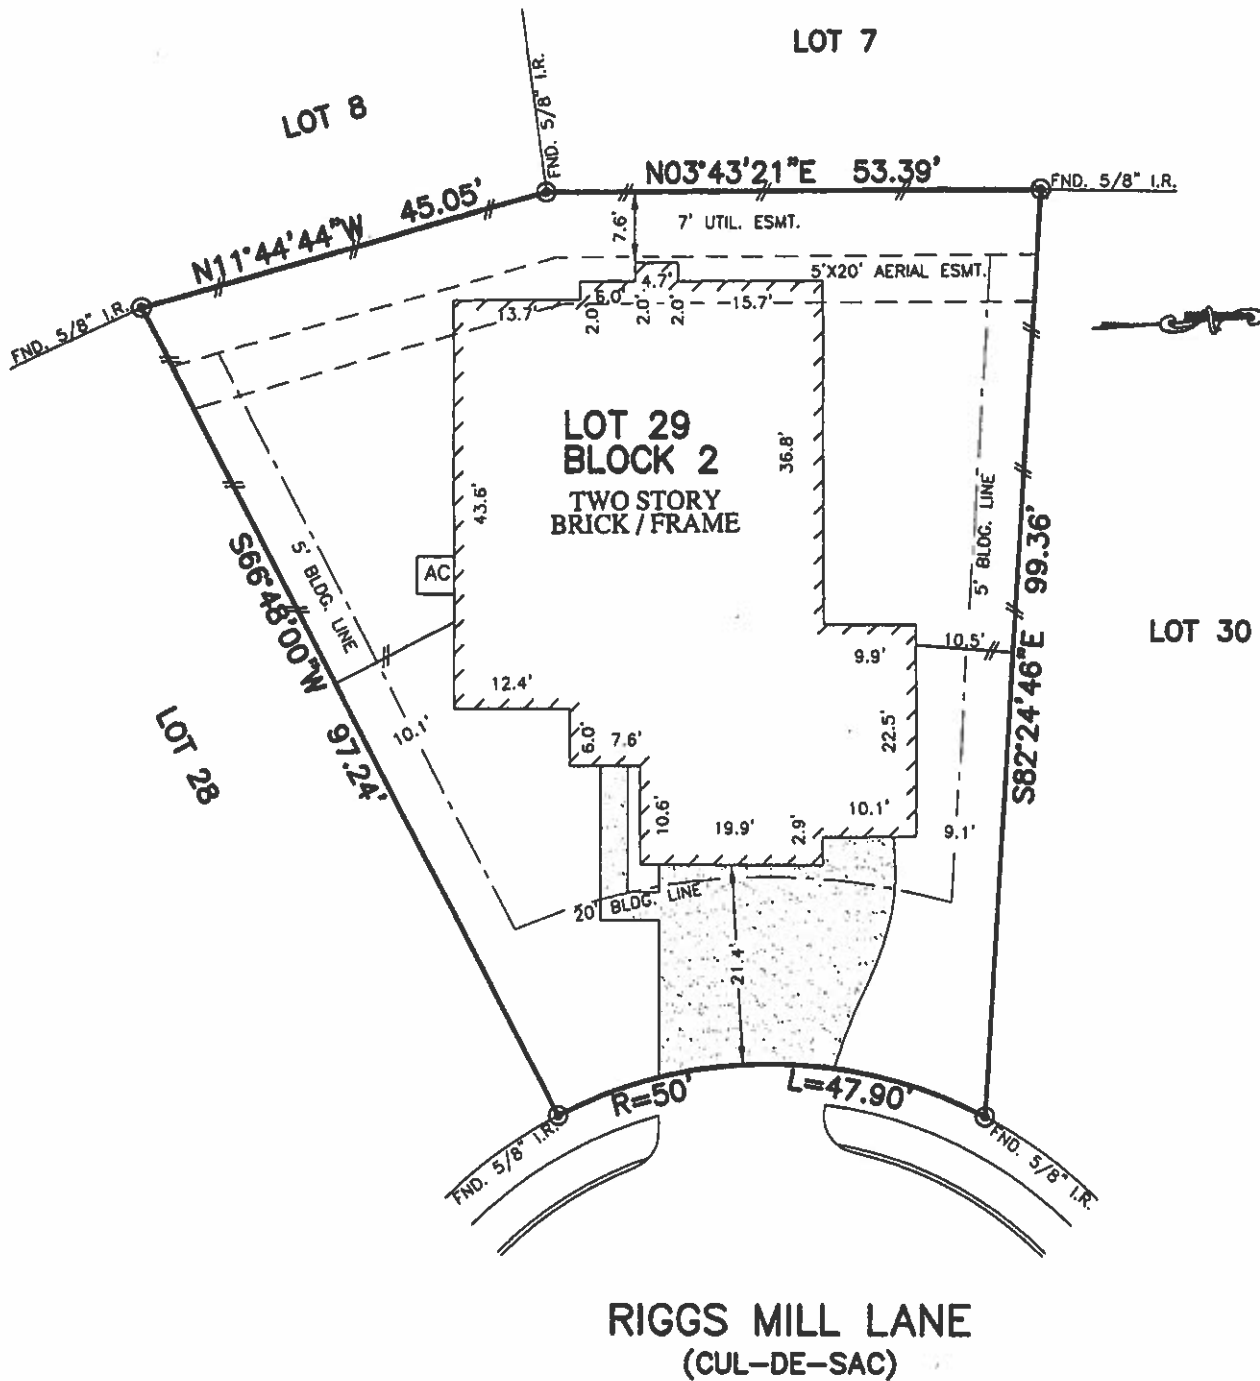 LOT 7
LOT 8
FND. 5/8" I.R.
N03°43'21"E 53.39'
FND. 5/8" I.R.
N11°44'44"W 45.05'
7.6'
7' UTIL. ESMT.
5'X20' AERIAL ESMT.
FND. 5/8" I.R.
13.7'
6.0'
4.7'
15.7'
2.0'
2.0'
2.0'
LOT 29
BLOCK 2
TWO STORY
BRICK / FRAME
36.8'
43.6'
5' BLDG. LINE
5' BLDG. LINE
AC
S66°48'00"W 97.24'
S82°24'46"E 99.36'
LOT 30
LOT 28
10.5'
9.9'
12.4'
6.0'
7.6'
22.5'
10.1'
10.6'
19.9'
2.9'
10.1'
9.1'
20' BLDG. LINE
21.4'
R=50'
L=47.90'
FND. 5/8" I.R.
FND. 5/8" I.R.
RIGGS MILL LANE
(CUL-DE-SAC)